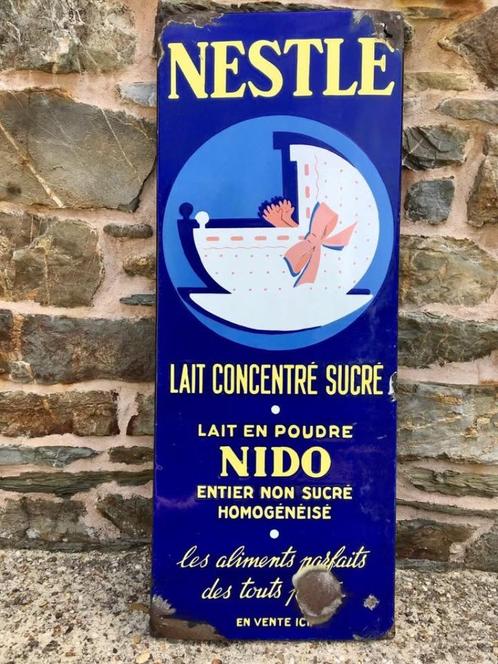 NESTLÉ
LAIT CONCENTRÉ SUCRÉ
LAIT EN POUDRE
NIDO
ENTIER NON SUCRÉ
HOMOGÉNÉISÉ
les aliments parfaits
des touts
EN VENTE ICI